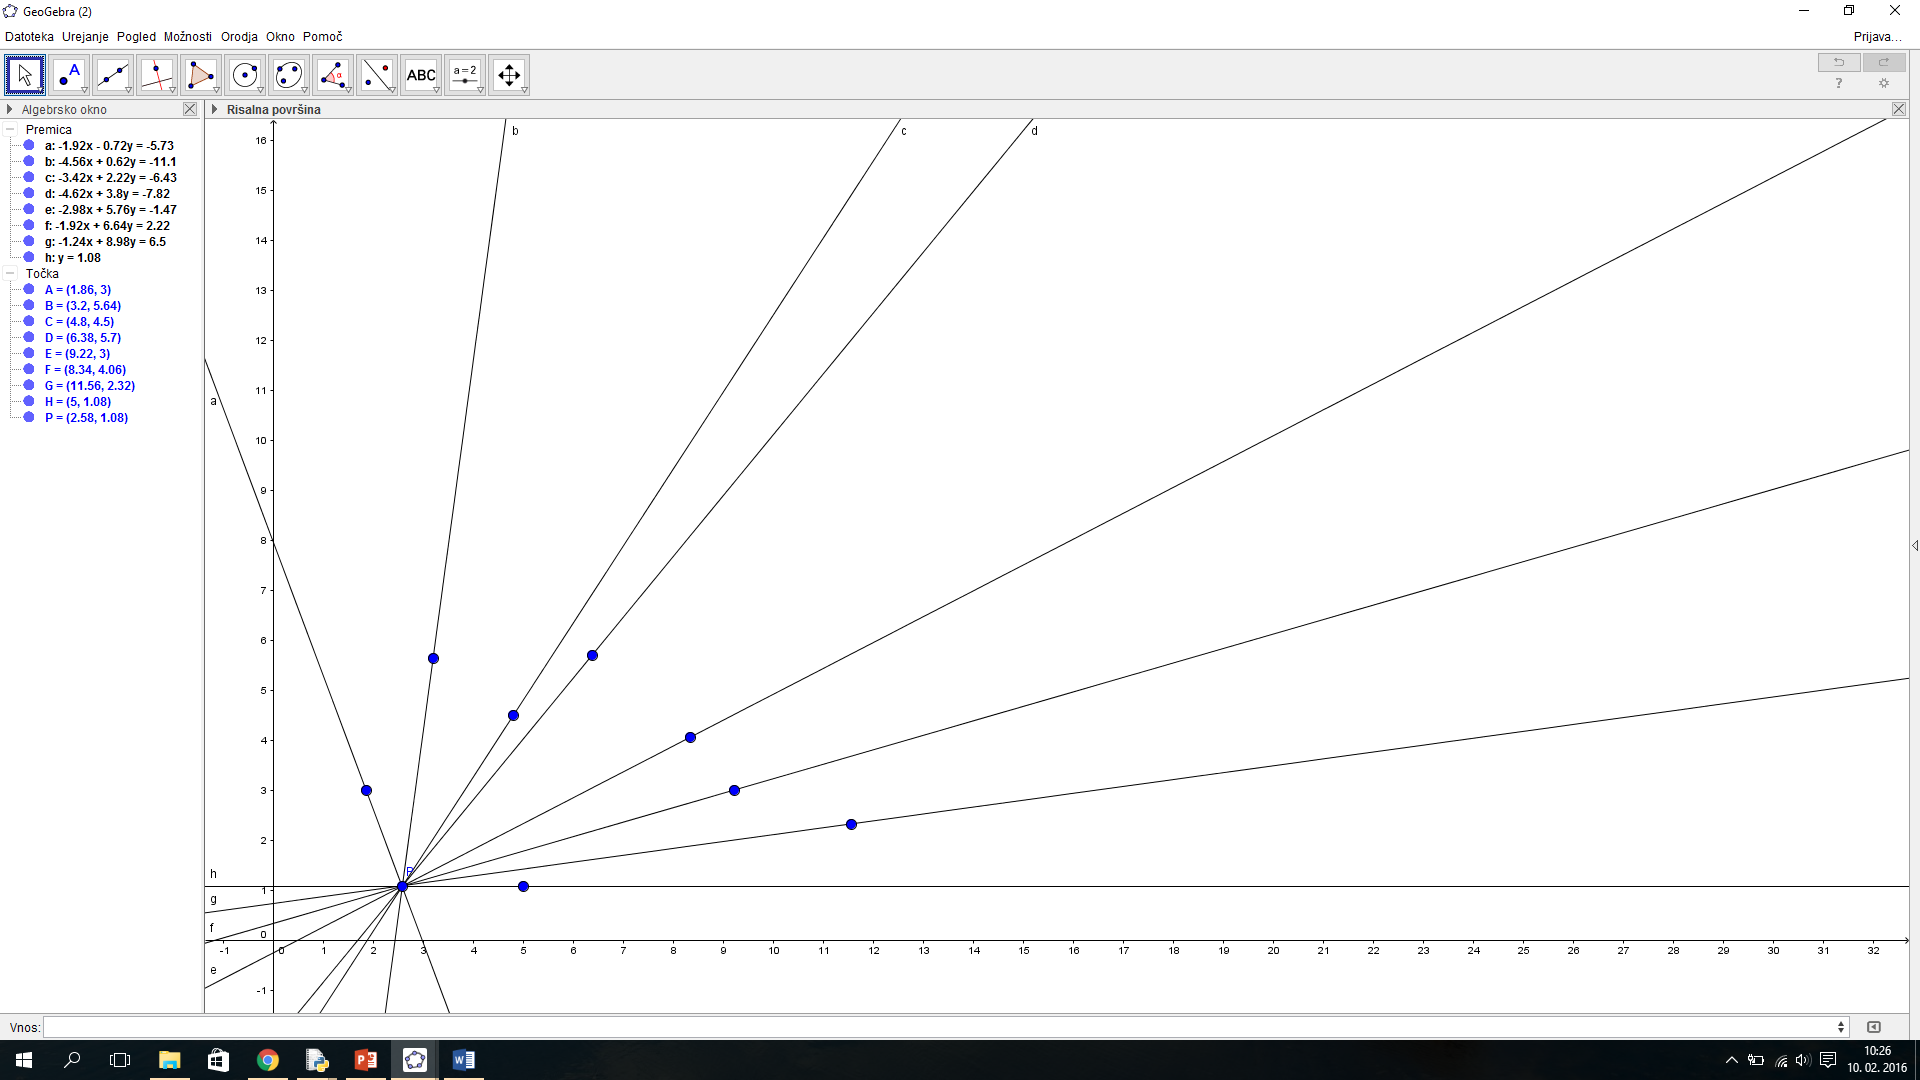 GeoGebra (2)
Datoteka Urejanje Pogled Možnosti Orodja Okno Pomoč
Prijava...
A
α
ABC
a = 2
?
Algebrsko okno
Risalna površina
Premica
a: -1.92x - 0.72y = -5.73
b: -4.56x + 0.62y = -11.1
c: -3.42x + 2.22y = -6.43
d: -4.62x + 3.8y = -7.82
e: -2.98x + 5.76y = -1.47
f: -1.92x + 6.64y = 2.22
g: -1.24x + 8.98y = 6.5
h: y = 1.08
Točka
A = (1.86, 3)
B = (3.2, 5.64)
C = (4.8, 4.5)
D = (6.38, 5.7)
E = (9.22, 3)
F = (8.34, 4.06)
G = (11.56, 2.32)
H = (5, 1.08)
P = (2.58, 1.08)
b
c
d
16
15
14
13
12
11
a
10
9
8
7
6
5
4
3
2
P
h
1
g
f
0
-1 0 1 2 3 4 5 6 7 8 9 10 11 12 13 14 15 16 17 18 19 20 21 22 23 24 25 26 27 28 29 30 31 32
e
-1
Vnos:
10:26
10. 02. 2016